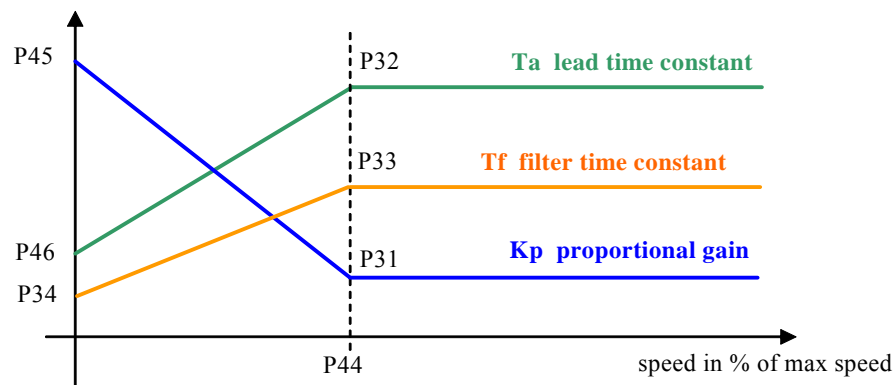 P45
P32
Ta lead time constant
P33
Tf filter time constant
P46
P31
Kp proportional gain
P34
P44
speed in % of max speed